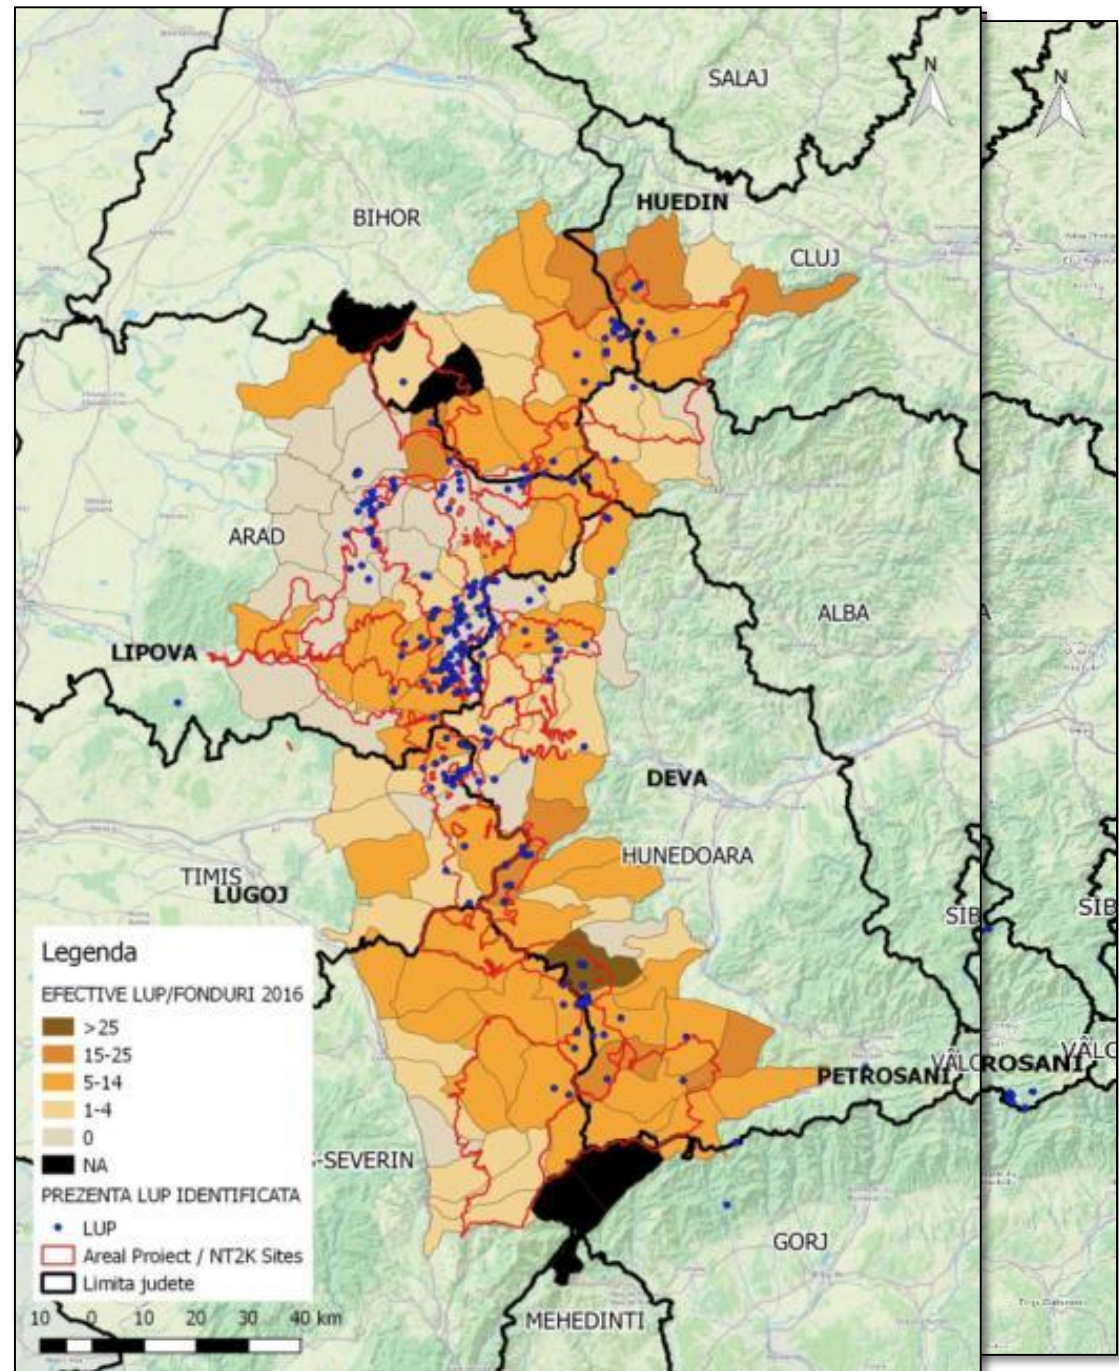 SALAJ
N
N
HUEDIN
BIHOR
CLUJ
ARAD
ALBA
LIPOVA
DEVA
HUNEDOARA
TIMIS
LUGOJ
SIB
SIB
Legenda
EFECTIVE LUP/FONDURI 2016
>25
15-25
5-14
1-4
0
NA
PREZENTA LUP IDENTIFICATA
LUP
Areal Proiect / NT2K Sites
Limita judete
PETROSANI
VÂLC
ROSANI
VÂLC
-SEVERIN
GORJ
MEHEDINTI
10 0 10 20 30 40 km